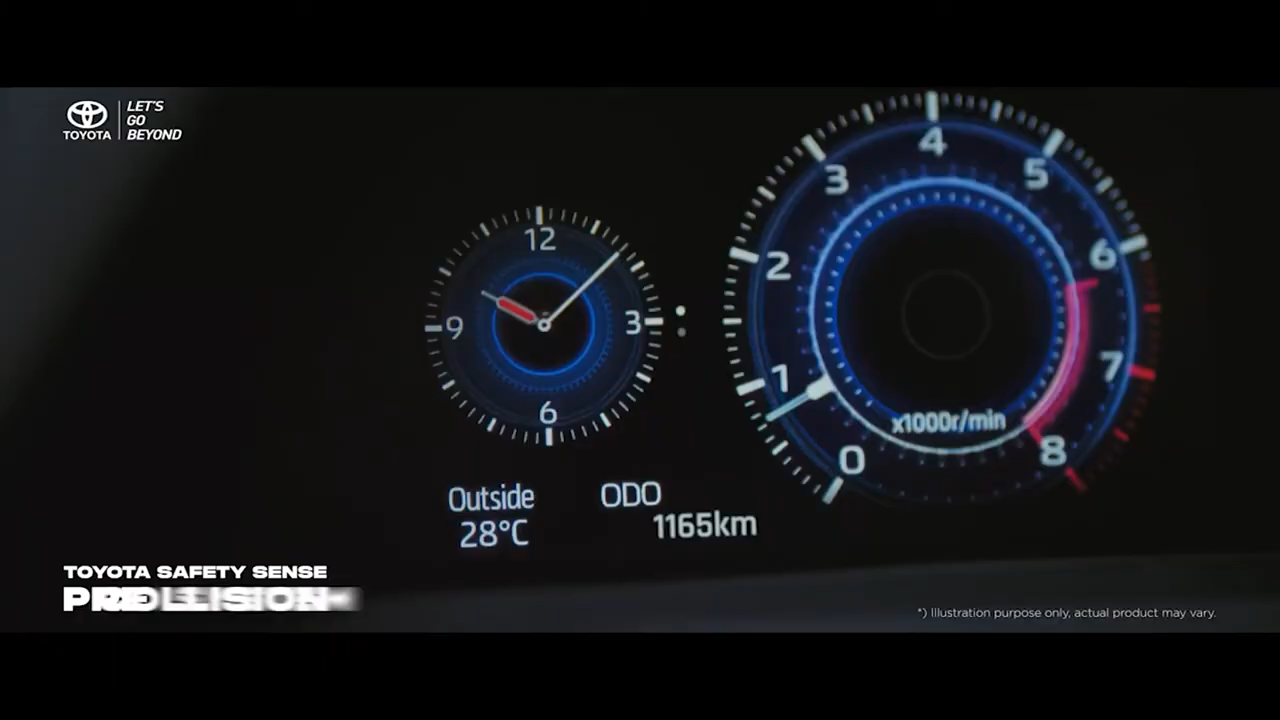 TOYOTA
LET'S
GO
BEYOND
12
3
6
9
0
1
2
3
4
5
6
7
8
x1000r/min
Outside
28°C
ODO
1165km
TOYOTA SAFETY SENSE
*) Illustration purpose only, actual product may vary.